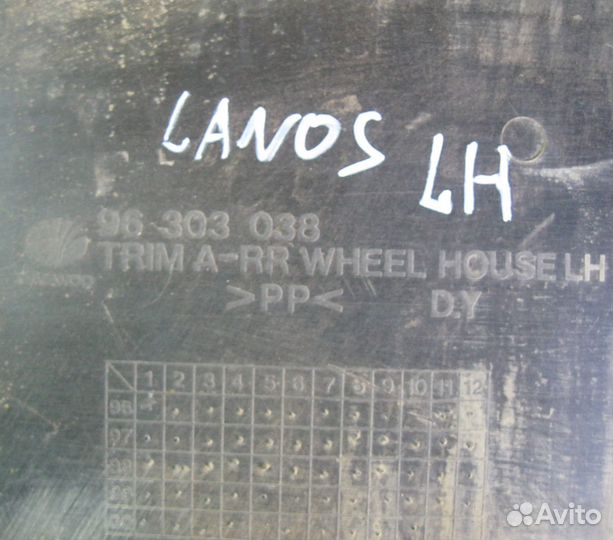 LANOS LH
96 303 038
TRIM A-RR WHEEL HOUSE LH
>PP< D.Y
1 2 3 4 5 6 7 8 9 10 11 12
96
97
98
Avito